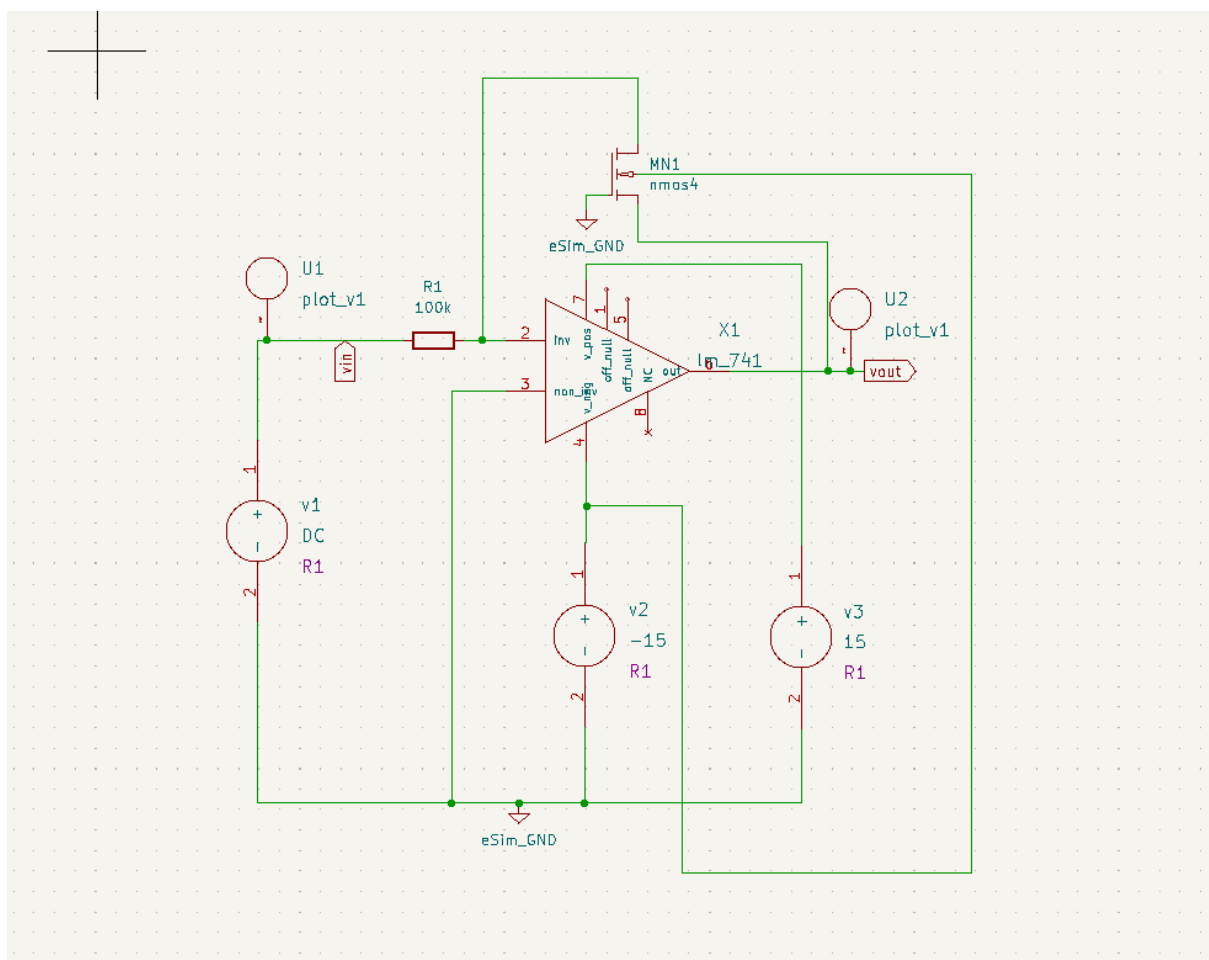 MN1
nmos4
eSim_GND
U1
plot_v1
R1
100k
vin
2
inv
3
7
v_pos
1
off_null
5
off_null
NC
8
v_neg
4
out
6
X1
lm_741
U2
plot_v1
vout
1
+
v1
DC
R1
2
1
+
v2
-15
R1
2
1
+
v3
15
R1
2
eSim_GND